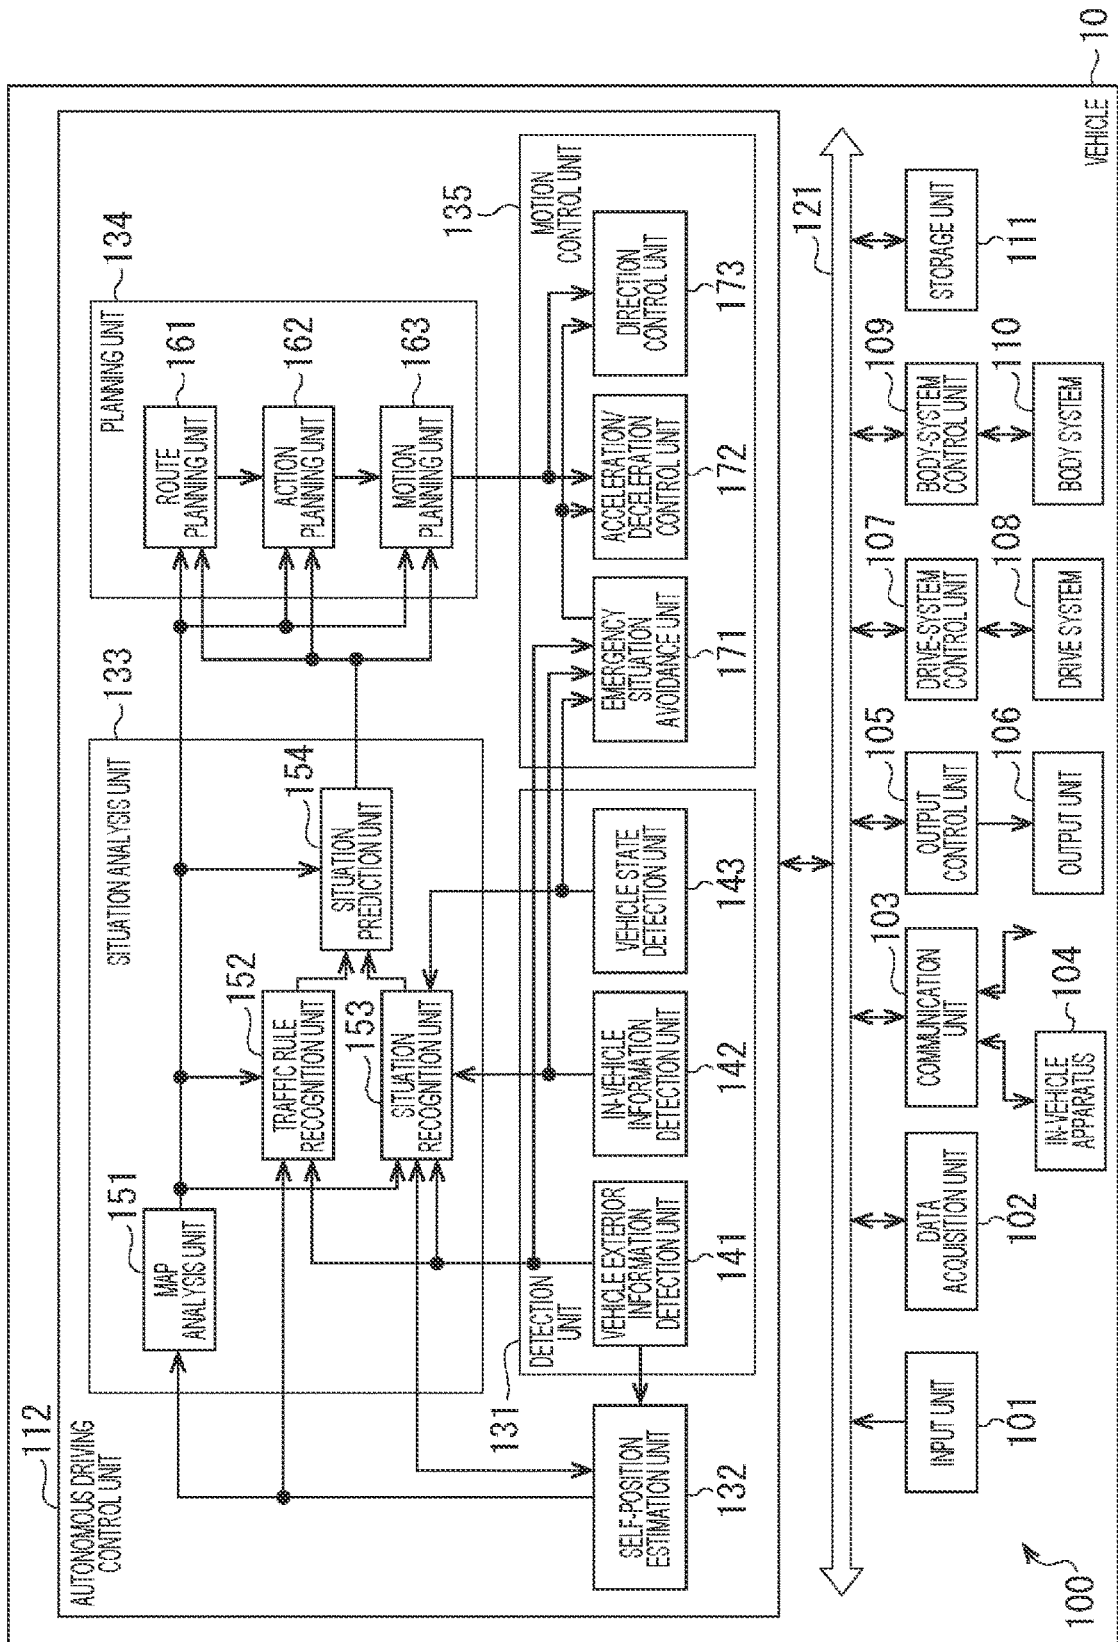 10
VEHICLE
100
112
AUTONOMOUS DRIVING
CONTROL UNIT
133
SITUATION ANALYSIS UNIT
151
MAP
ANALYSIS UNIT
152
TRAFFIC RULE
RECOGNITION UNIT
153
SITUATION
RECOGNITION UNIT
154
SITUATION
PREDICTION UNIT
134
PLANNING UNIT
161
ROUTE
PLANNING UNIT
162
ACTION
PLANNING UNIT
163
MOTION
PLANNING UNIT
132
SELF-POSITION
ESTIMATION UNIT
131
DETECTION
UNIT
VEHICLE EXTERIOR
INFORMATION
DETECTION UNIT
141
IN-VEHICLE
INFORMATION
DETECTION UNIT
142
VEHICLE STATE
DETECTION UNIT
143
135
MOTION
CONTROL UNIT
EMERGENCY
SITUATION
AVOIDANCE UNIT
171
ACCELERATION/
DECELERATION
CONTROL UNIT
172
DIRECTION
CONTROL UNIT
173
121
INPUT UNIT
101
DATA
ACQUISITION UNIT
102
103
COMMUNICATION
UNIT
104
IN-VEHICLE
APPARATUS
105
OUTPUT
CONTROL UNIT
106
OUTPUT UNIT
107
DRIVE-SYSTEM
CONTROL UNIT
108
DRIVE SYSTEM
109
BODY-SYSTEM
CONTROL UNIT
110
BODY SYSTEM
STORAGE UNIT
111